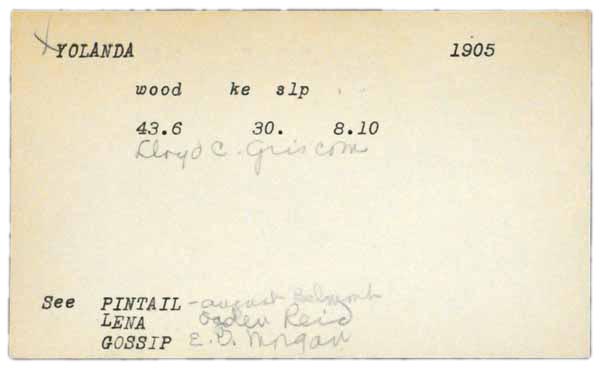 YOLANDA 1905
wood ke slp
43.6 30. 8.10
Lloyd C. Griscom
See PINTAIL - august Belmont
LENA Ogden Reid
GOSSIP E. D. Morgan